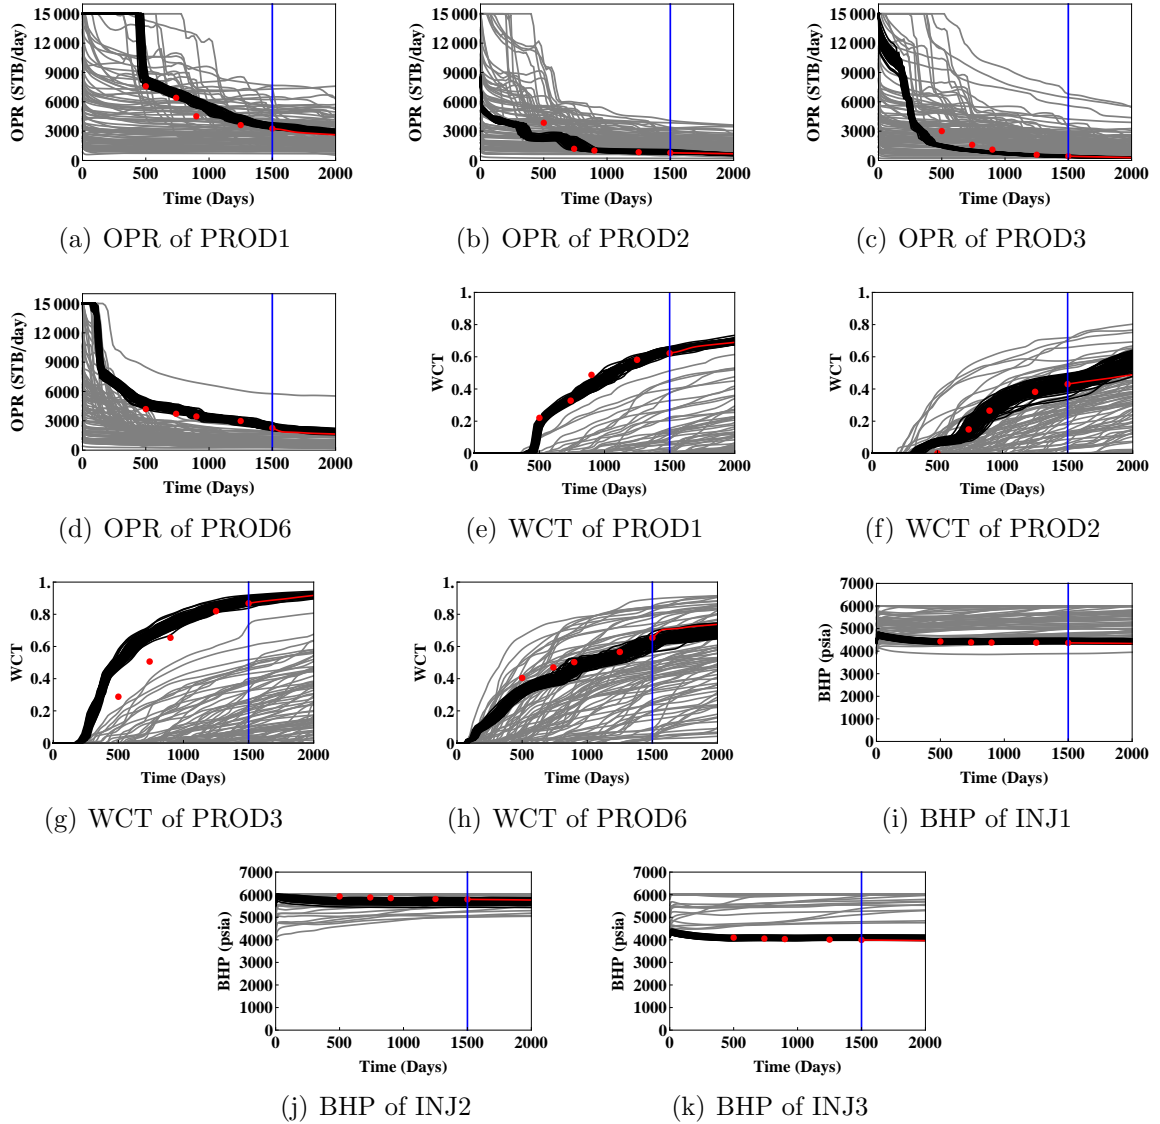 15 000
12 000
9000
6000
3000
0
OPR (STB/day)
0 500 1000 1500 2000
Time (Days)
(a) OPR of PROD1
15 000
12 000
9000
6000
3000
0
OPR (STB/day)
0 500 1000 1500 2000
Time (Days)
(b) OPR of PROD2
15 000
12 000
9000
6000
3000
0
OPR (STB/day)
0 500 1000 1500 2000
Time (Days)
(c) OPR of PROD3
15 000
12 000
9000
6000
3000
0
OPR (STB/day)
0 500 1000 1500 2000
Time (Days)
(d) OPR of PROD6
1.
0.8
0.6
0.4
0.2
0
WCT
0 500 1000 1500 2000
Time (Days)
(e) WCT of PROD1
1.
0.8
0.6
0.4
0.2
0
WCT
0 500 1000 1500 2000
Time (Days)
(f) WCT of PROD2
1.
0.8
0.6
0.4
0.2
0
WCT
0 500 1000 1500 2000
Time (Days)
(g) WCT of PROD3
1.
0.8
0.6
0.4
0.2
0
WCT
0 500 1000 1500 2000
Time (Days)
(h) WCT of PROD6
7000
6000
5000
4000
3000
2000
1000
0
BHP (psia)
0 500 1000 1500 2000
Time (Days)
(i) BHP of INJ1
7000
6000
5000
4000
3000
2000
1000
0
BHP (psia)
0 500 1000 1500 2000
Time (Days)
(j) BHP of INJ2
7000
6000
5000
4000
3000
2000
1000
0
BHP (psia)
0 500 1000 1500 2000
Time (Days)
(k) BHP of INJ3